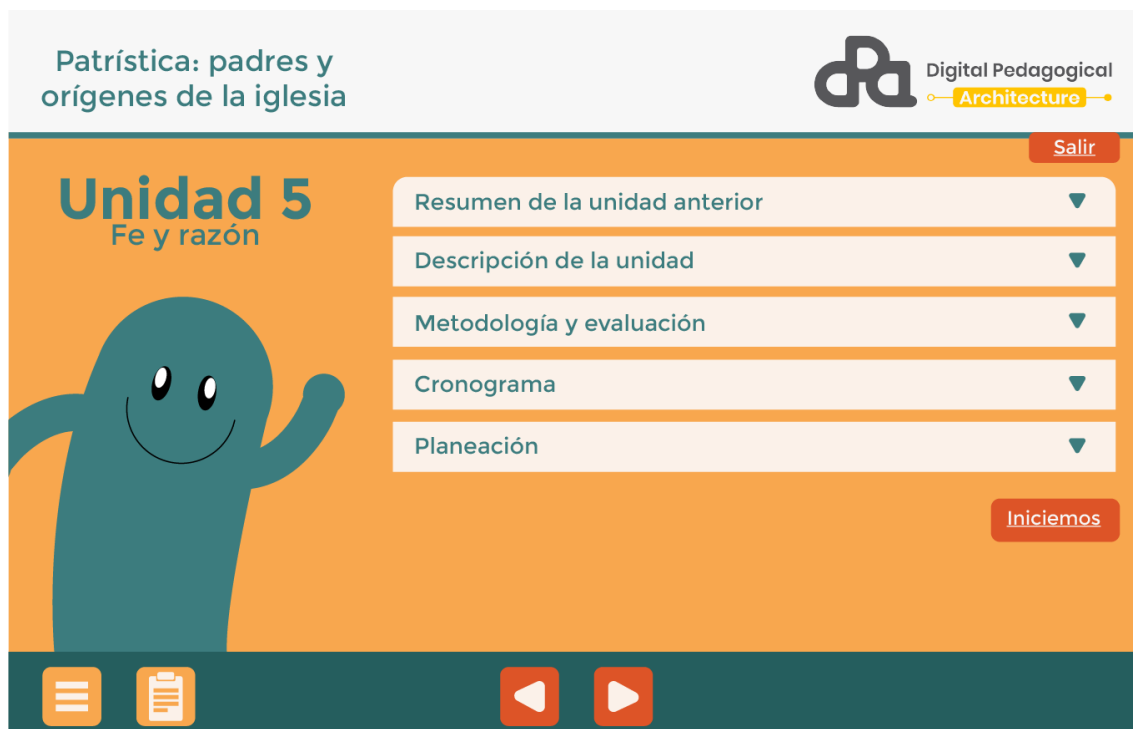 Patrística: padres y
orígenes de la iglesia
dPa
Digital Pedagogical
Architecture
Salir
Unidad 5
Fe y razón
Resumen de la unidad anterior
Descripción de la unidad
Metodología y evaluación
Cronograma
Planeación
Iniciemos